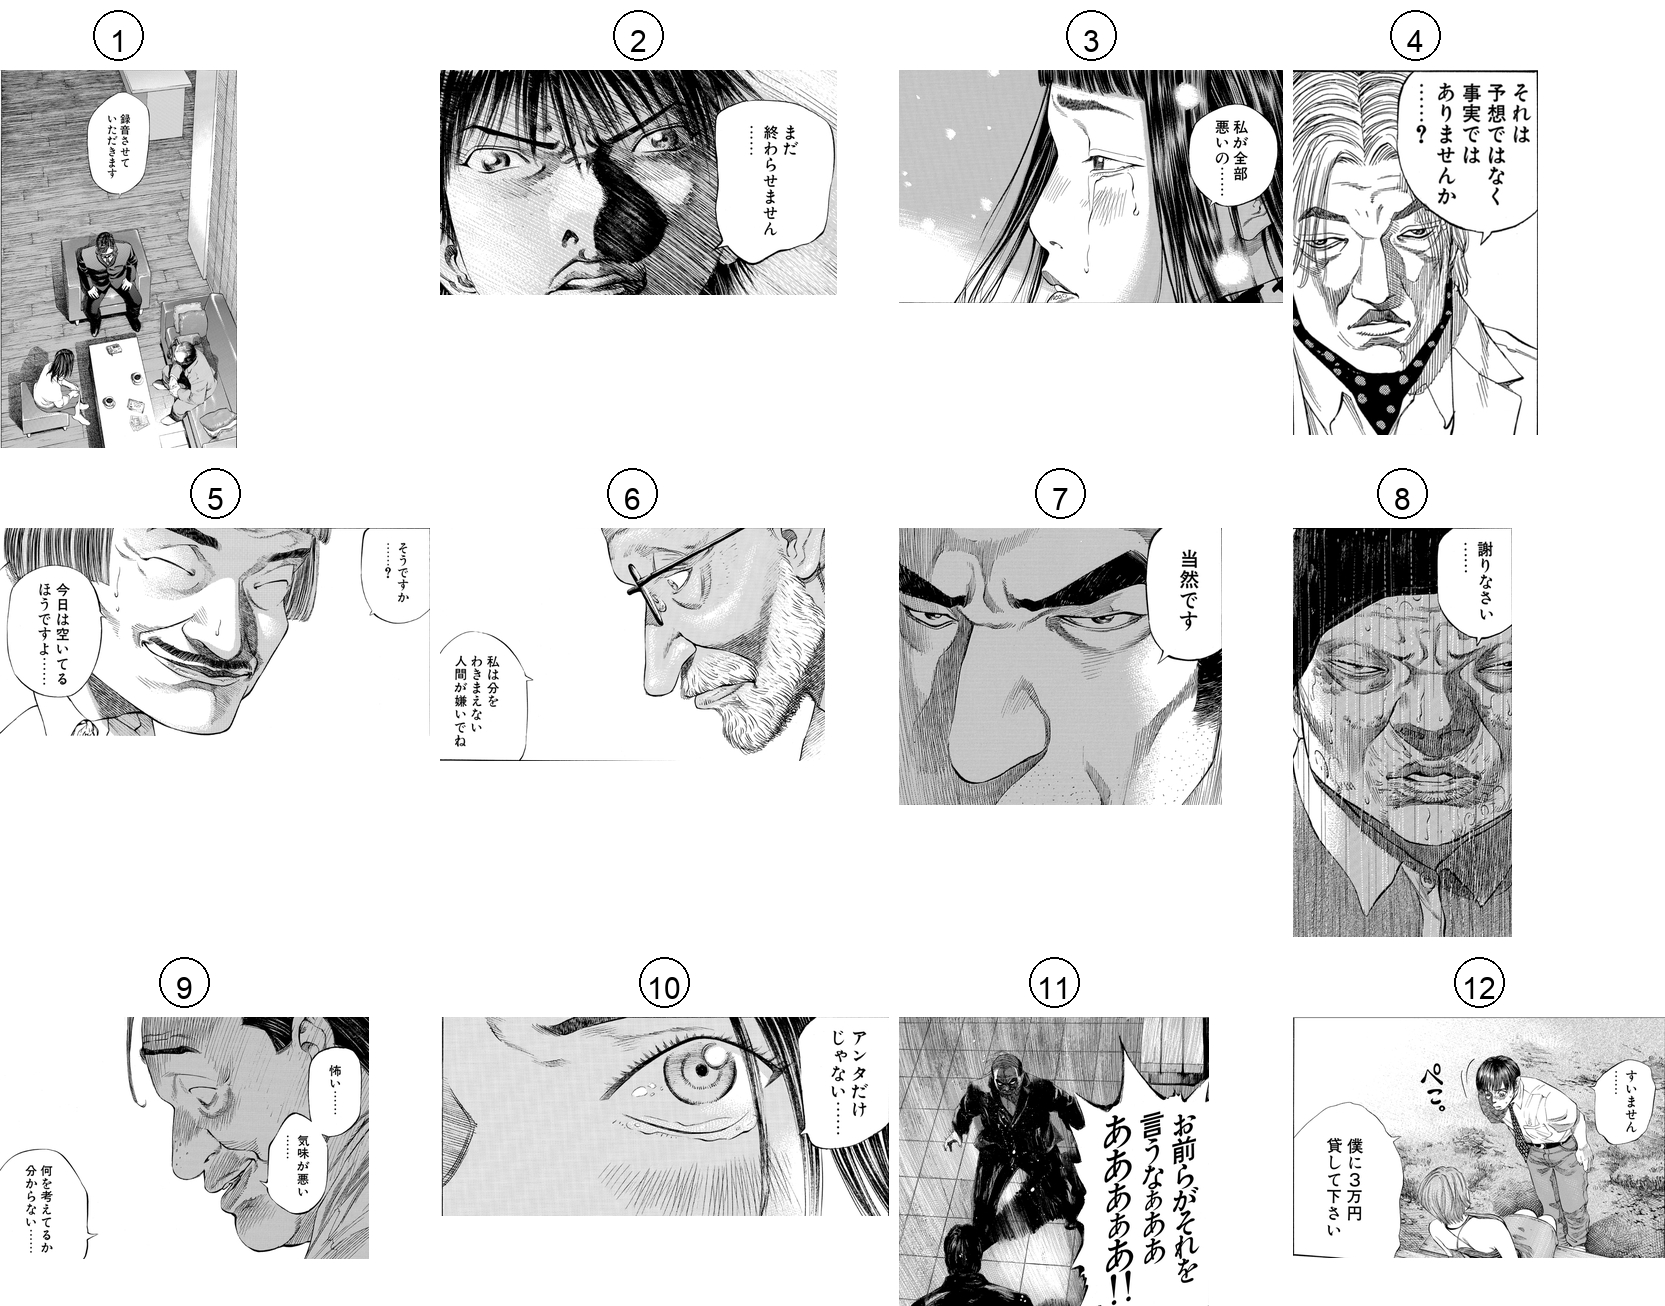 1
録音させて
いただきます
2
まだ
終わらせません
……
3
私が全部
悪いの……
4
それは
予想ではなく
事実では
ありませんか
……？
5
そうですか
……？
今日は空いてる
ほうですよ……
6
私は分を
わきまえない
人間が嫌いでね
7
当然です
8
謝りなさい
……
9
怖い……
気味が悪い
……
何を考えてるか
分からない……
10
アンタだけ
じゃない……
11
お前らがそれを
言うなぁああ
あああぁあ!!
12
すいません
……
ぺこ。
僕に3万円
貸して下さい